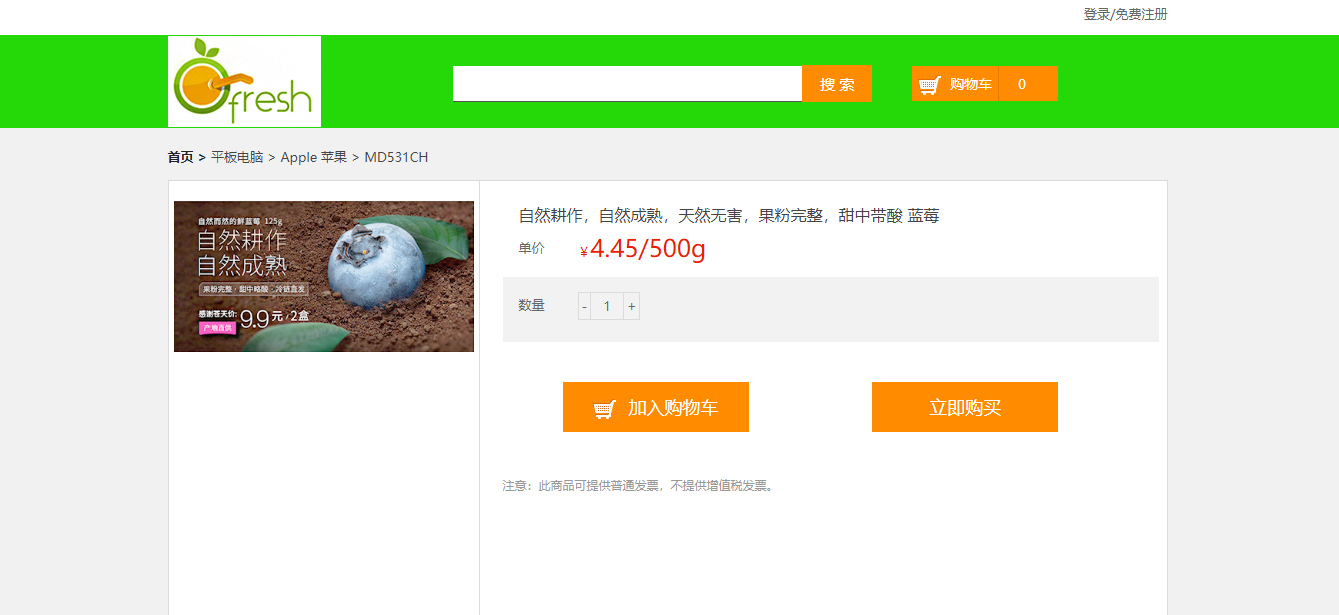 登录/免费注册
fresh
搜 索
购物车 0
首页 > 平板电脑 > Apple 苹果 > MD531CH
自然而然的鲜蓝莓 125g
自然耕作
自然成熟
果粉完整·甜中略酸·冷链直发
感谢苍天价: 9.9元/2盒
产地直供
自然耕作，自然成熟，天然无害，果粉完整，甜中带酸 蓝莓
单价 ¥4.45/500g
数量 - 1 +
加入购物车
立即购买
注意：此商品可提供普通发票，不提供增值税发票。